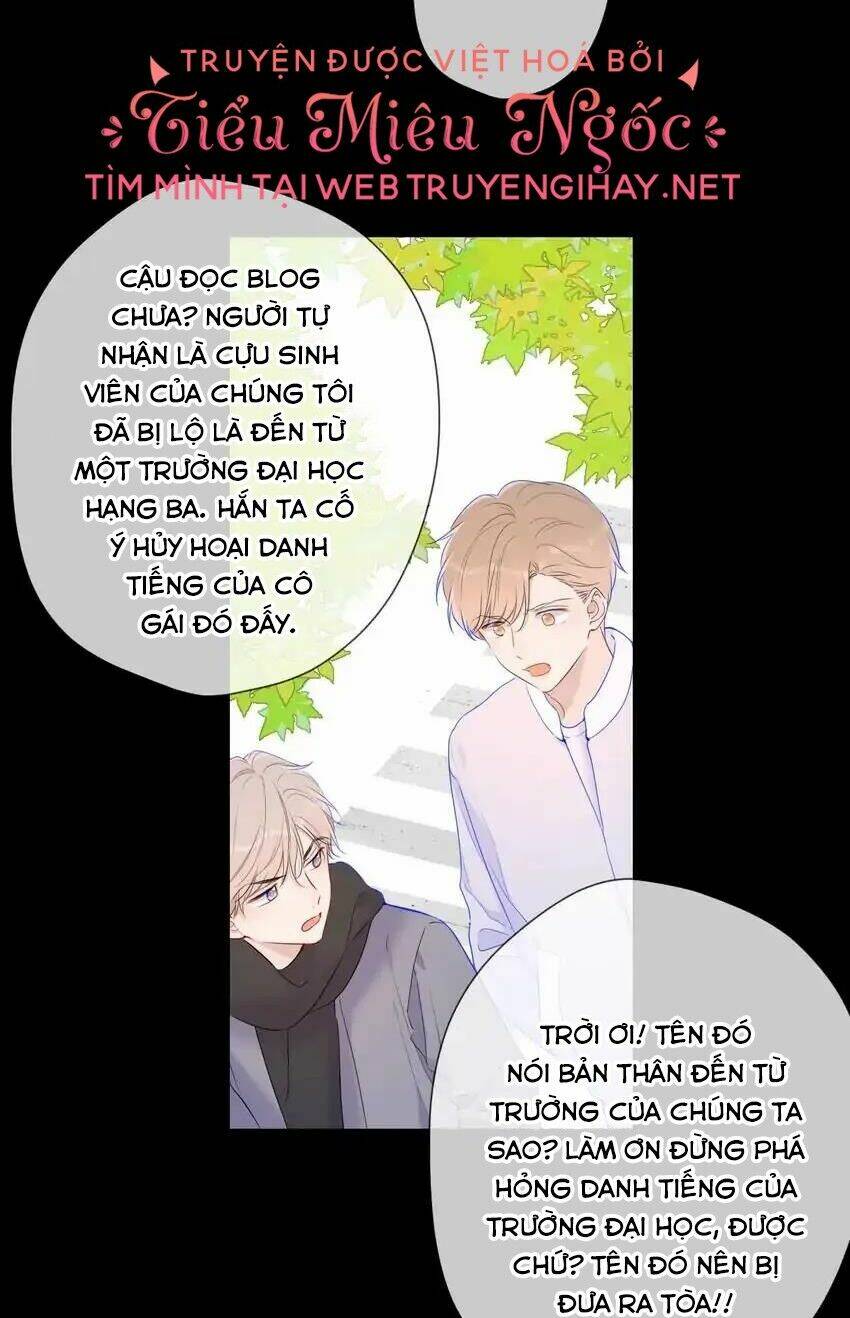 TRUYỆN ĐƯỢC VIỆT HOÁ BỞI
Tiểu Miêu Ngốc
TÌM MÌNH TẠI WEB TRUYENGIHAY.NET
CẬU ĐỌC BLOG
CHƯA? NGƯỜI TỰ
NHẬN LÀ CỰU SINH
VIÊN CỦA CHÚNG TÔI
ĐÃ BỊ LỘ LÀ ĐẾN TỪ
MỘT TRƯỜNG ĐẠI HỌC
HẠNG BA. HẮN TA CỐ
Ý HỦY HOẠI DANH
TIẾNG CỦA CÔ
GÁI ĐÓ ĐẤY.
TRỜI ƠI! TÊN ĐÓ
NÓI BẢN THÂN ĐẾN TỪ
TRƯỜNG CỦA CHÚNG TA
SAO? LÀM ƠN ĐỪNG PHÁ
HỎNG DANH TIẾNG CỦA
TRƯỜNG ĐẠI HỌC, ĐƯỢC
CHỨ? TÊN ĐÓ NÊN BỊ
ĐƯA RA TÒA!!